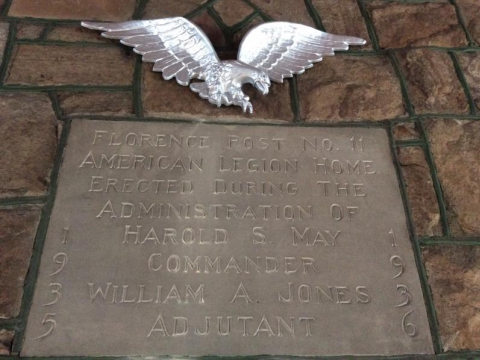 FLORENCE POST NO. 11
AMERICAN LEGION HOME
ERECTED DURING THE
ADMINISTRATION OF
1 HAROLD S. MAY 1
9 COMMANDER 9
3 WILLIAM A. JONES 3
5 ADJUTANT 6